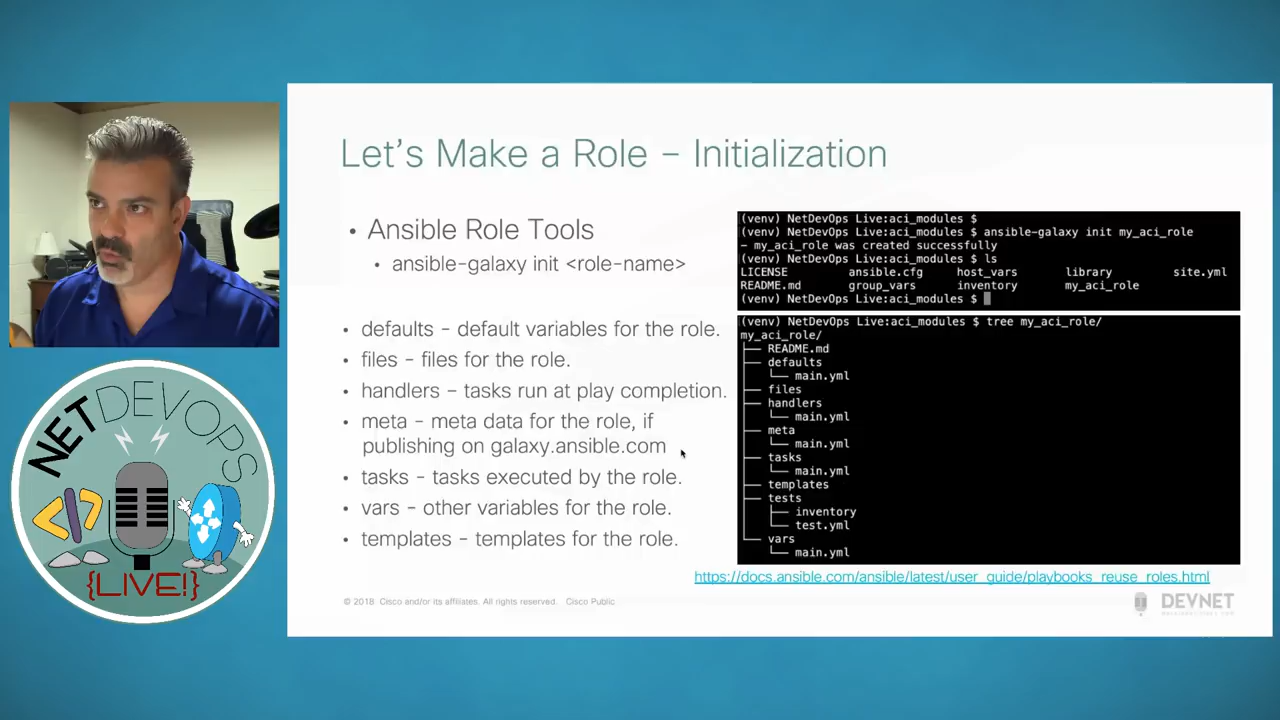 Let's Make a Role – Initialization
• Ansible Role Tools
• ansible-galaxy init <role-name>
• defaults – default variables for the role.
• files – files for the role.
• handlers – tasks run at play completion.
• meta – meta data for the role, if
publishing on galaxy.ansible.com
• tasks – tasks executed by the role.
• vars – other variables for the role.
• templates – templates for the role.
(venv) NetDevOps Live:aci_modules $
(venv) NetDevOps Live:aci_modules $ ansible-galaxy init my_aci_role
- my_aci_role was created successfully
(venv) NetDevOps Live:aci_modules $ ls
LICENSE ansible.cfg host_vars library site.yml
README.md group_vars inventory my_aci_role
(venv) NetDevOps Live:aci_modules $
(venv) NetDevOps Live:aci_modules $ tree my_aci_role/
my_aci_role/
├── README.md
├── defaults
│   └── main.yml
├── files
├── handlers
│   └── main.yml
├── meta
│   └── main.yml
├── tasks
│   └── main.yml
├── templates
├── tests
│   ├── inventory
│   └── test.yml
└── vars
    └── main.yml
https://docs.ansible.com/ansible/latest/user_guide/playbooks_reuse_roles.html
© 2018 Cisco and/or its affiliates. All rights reserved. Cisco Public
DEVNET
NETDEVOPS
</>
{LIVE!}